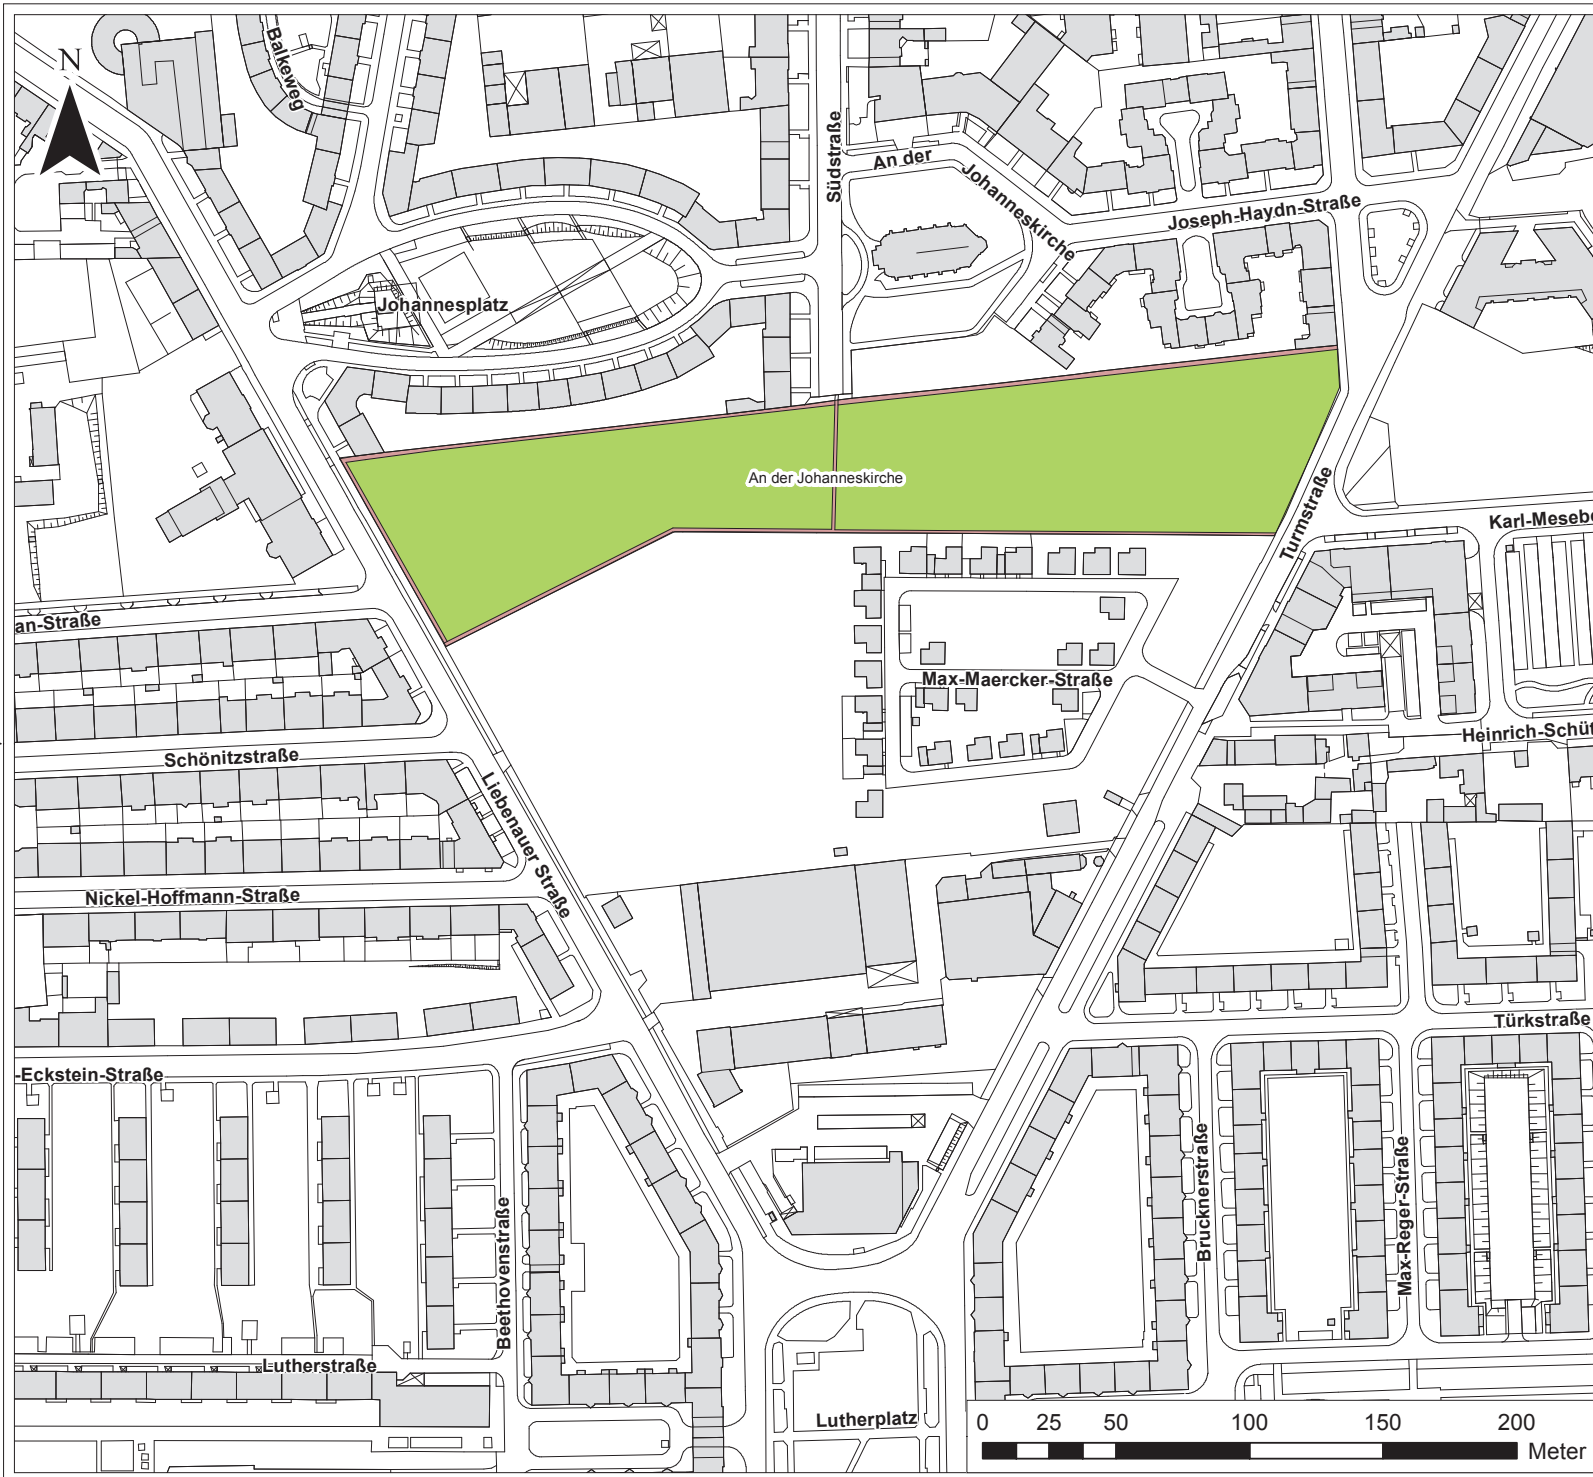 N
Balkeweg
Südstraße
An der
Johanneskirche
Joseph-Haydn-Straße
Johannesplatz
An der Johanneskirche
Turmstraße
Karl-Mesebe
an-Straße
Max-Maercker-Straße
Heinrich-Schüt
Schönitzstraße
Liebenauer Straße
Nickel-Hoffmann-Straße
Türkstraße
-Eckstein-Straße
Beethovenstraße
Brucknerstraße
Max-Reger-Straße
Lutherstraße
Lutherplatz
0 25 50 100 150 200
Meter